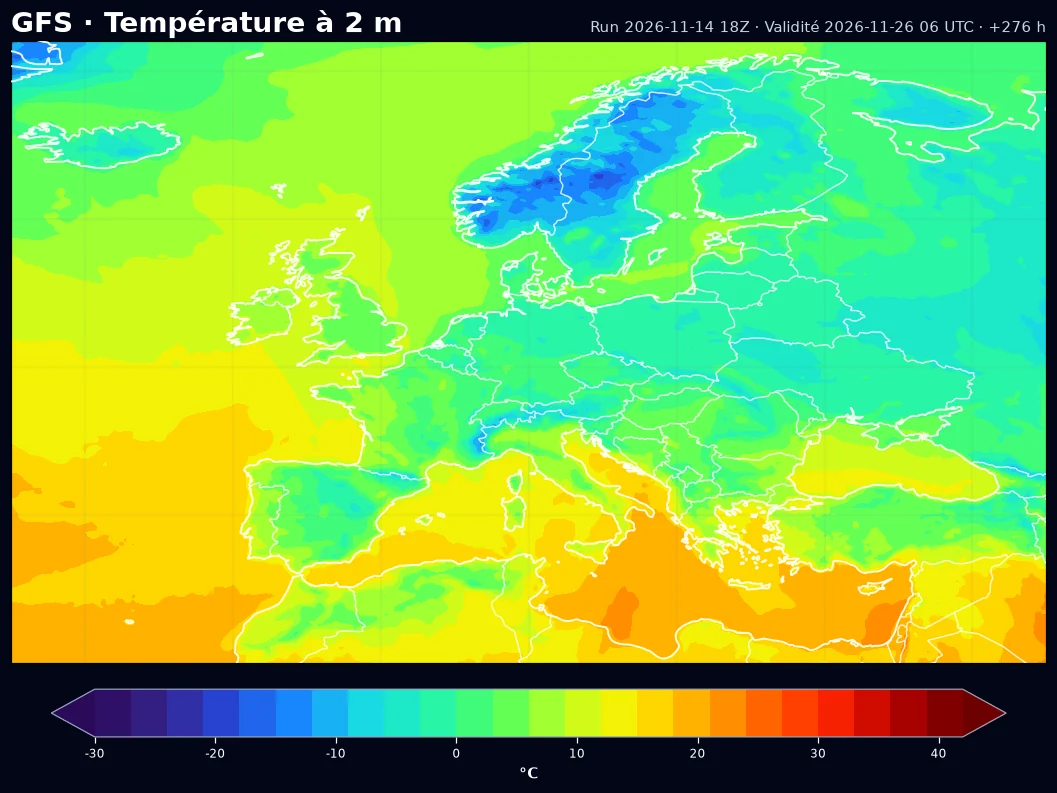 GFS · Température à 2 m
Run 2026-11-14 18Z · Validité 2026-11-26 06 UTC · +276 h
-30 -20 -10 0 10 20 30 40
°C